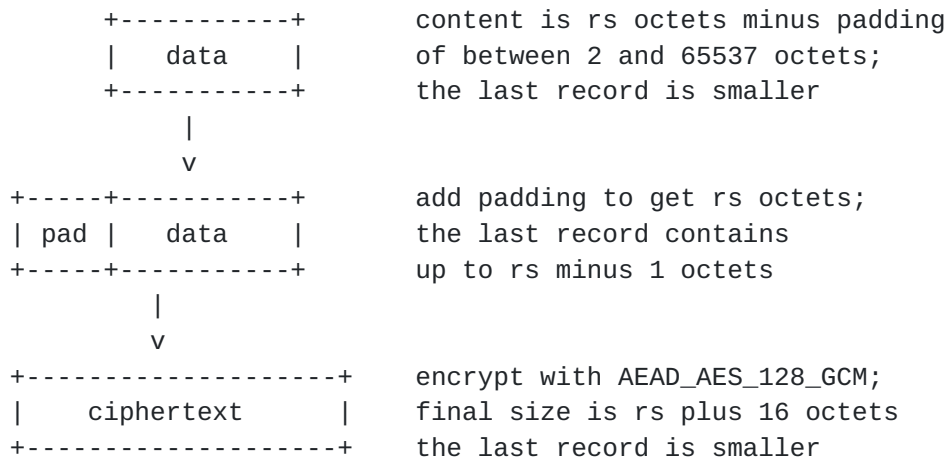 +-----------+ content is rs octets minus padding
| data | of between 2 and 65537 octets;
+-----------+ the last record is smaller
|
v
+-----+-----------+ add padding to get rs octets;
| pad | data | the last record contains
+-----+-----------+ up to rs minus 1 octets
|
v
+--------------------+ encrypt with AEAD_AES_128_GCM;
| ciphertext | final size is rs plus 16 octets
+--------------------+ the last record is smaller